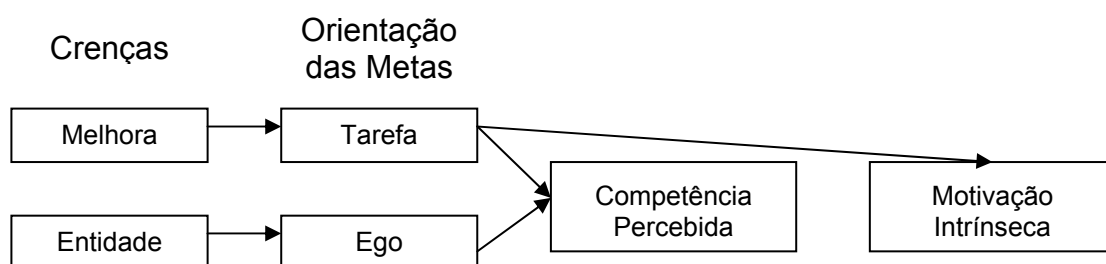 Crenças
Orientação
das Metas
Melhora
Tarefa
Competência
Percebida
Motivação
Intrínseca
Entidade
Ego